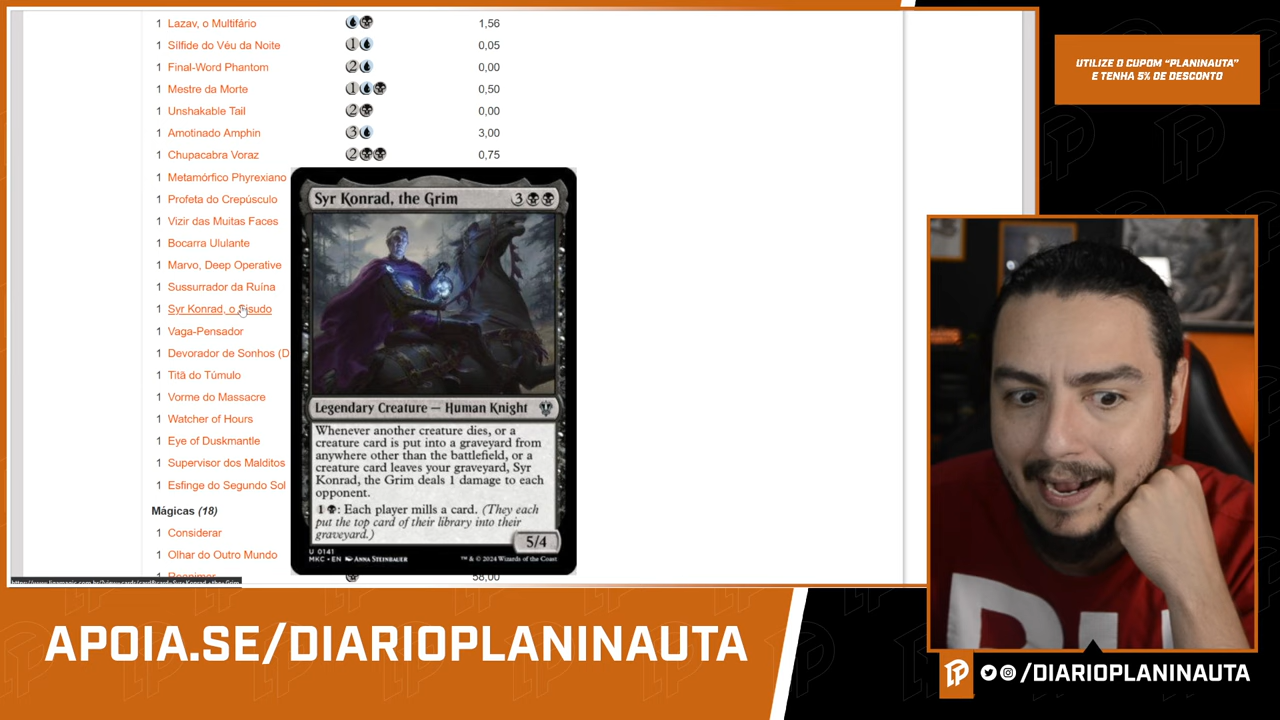 1 Lazav, o Multifário 1,56
1 Sílfide do Véu da Noite 1 0,05
1 Final-Word Phantom 2 0,00
1 Mestre da Morte 1 0,50
1 Unshakable Tail 2 0,00
1 Amotinado Amphin 3 3,00
1 Chupacabra Voraz 2 0,75
1 Metamórfico Phyrexiano
1 Profeta do Crepúsculo
1 Vizir das Muitas Faces
1 Bocarra Ululante
1 Marvo, Deep Operative
1 Sussurrador da Ruína
1 Syr Konrad, o Sisudo
1 Vaga-Pensador
1 Devorador de Sonhos (D
1 Titã do Túmulo
1 Vorme do Massacre
1 Watcher of Hours
1 Eye of Duskmantle
1 Supervisor dos Malditos
1 Esfinge do Segundo Sol
Mágicas (18)
1 Considerar
1 Olhar do Outro Mundo
1 Reanimar 58,00
Syr Konrad, the Grim 3
Legendary Creature — Human Knight
Whenever another creature dies, or a
creature card is put into a graveyard from
anywhere other than the battlefield, or a
creature card leaves your graveyard, Syr
Konrad, the Grim deals 1 damage to each
opponent.
1: Each player mills a card. (They each
put the top card of their library into their
graveyard.)
5/4
U 0141
MKC • EN ANNA STEINBAUER ™ & © 2024 Wizards of the Coast
UTILIZE O CUPOM “PLANINAUTA”
E TENHA 5% DE DESCONTO
APOIA.SE/DIARIOPLANINAUTA
/DIARIOPLANINAUTA